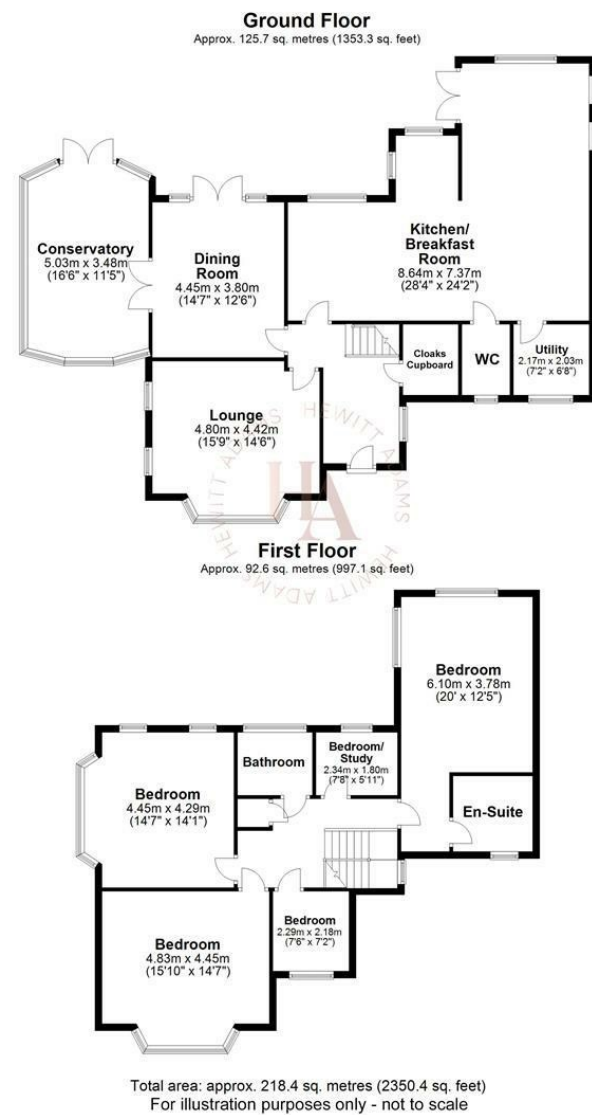 Ground Floor
Approx. 125.7 sq. metres (1353.3 sq. feet)
Conservatory
5.03m x 3.48m
(16'6" x 11'5")
Dining
Room
4.45m x 3.80m
(14'7" x 12'6")
Kitchen/
Breakfast
Room
8.64m x 7.37m
(28'4" x 24'2")
Cloaks
Cupboard
WC
Utility
2.17m x 2.03m
(7'2" x 6'8")
Lounge
4.80m x 4.42m
(15'9" x 14'6")
HEWITT ADAMS HEWITT ADAMS HEWITT ADAMS
HA
First Floor
Approx. 92.6 sq. metres (997.1 sq. feet)
Bedroom
6.10m x 3.78m
(20' x 12'5")
Bathroom
Bedroom/
Study
2.34m x 1.80m
(7'8" x 5'11")
Bedroom
4.45m x 4.29m
(14'7" x 14'1")
En-Suite
Bedroom
2.29m x 2.18m
(7'6" x 7'2")
Bedroom
4.83m x 4.45m
(15'10" x 14'7")
Total area: approx. 218.4 sq. metres (2350.4 sq. feet)
For illustration purposes only - not to scale